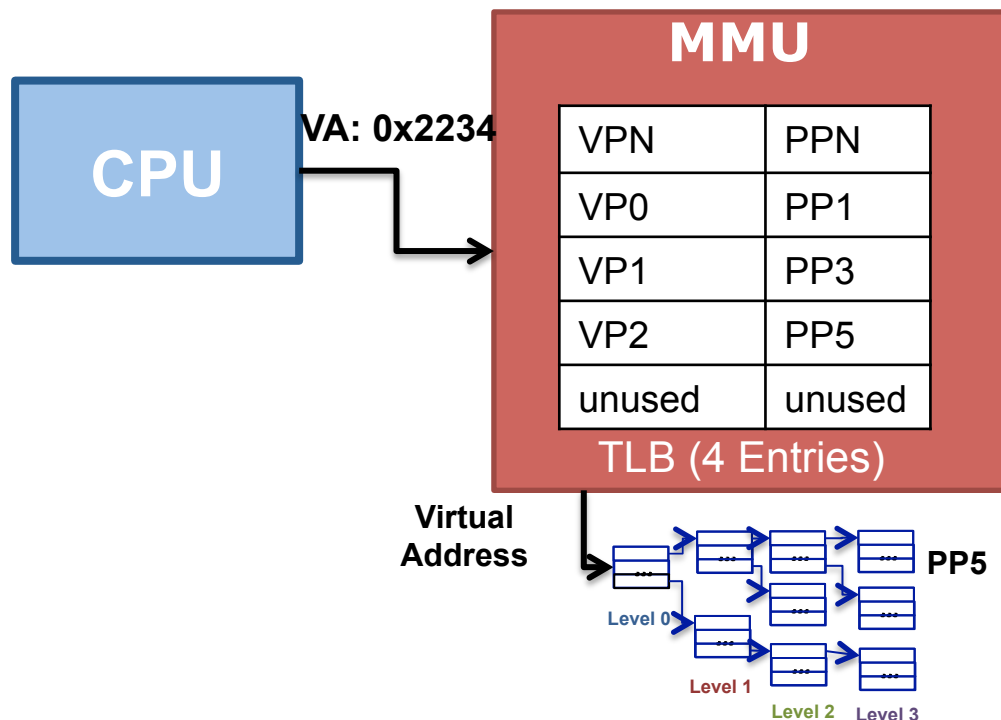 MMU
VA: 0x2234
CPU
VPN PPN
VP0 PP1
VP1 PP3
VP2 PP5
unused unused
TLB (4 Entries)
Virtual
Address
PP5
Level 0
Level 1
Level 2 Level 3